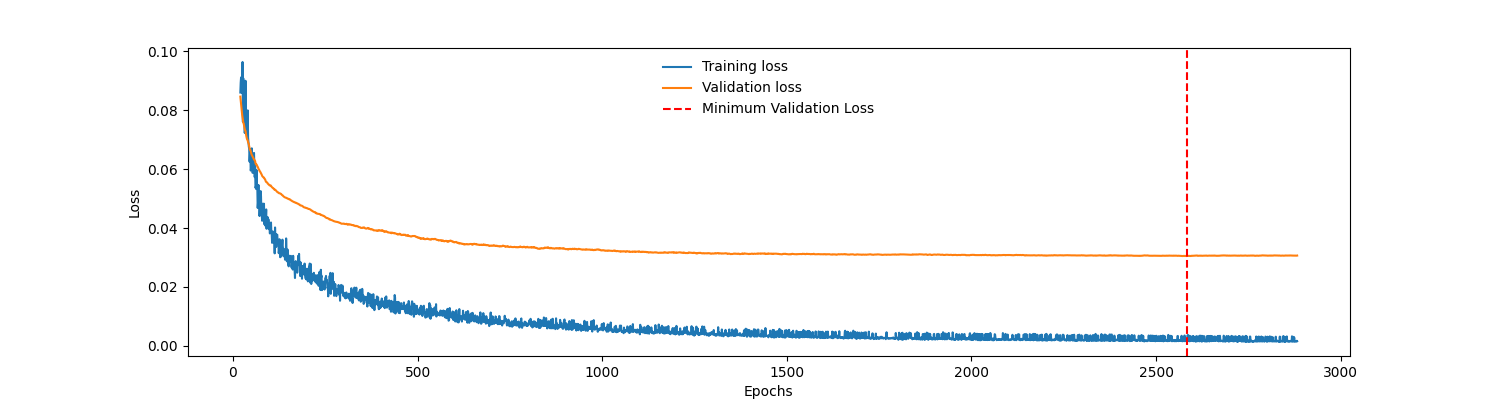 0.10
0.08
0.06
0.04
0.02
0.00
Loss
Training loss
Validation loss
Minimum Validation Loss
0 500 1000 1500 2000 2500 3000
Epochs